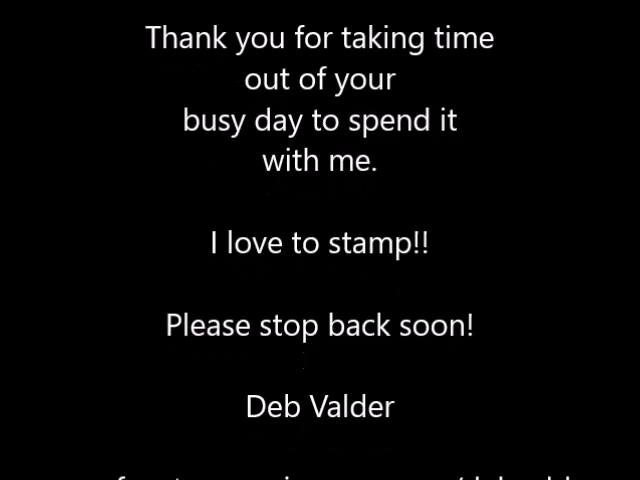 Thank you for taking time
out of your
busy day to spend it
with me.
I love to stamp!!
Please stop back soon!
Deb Valder